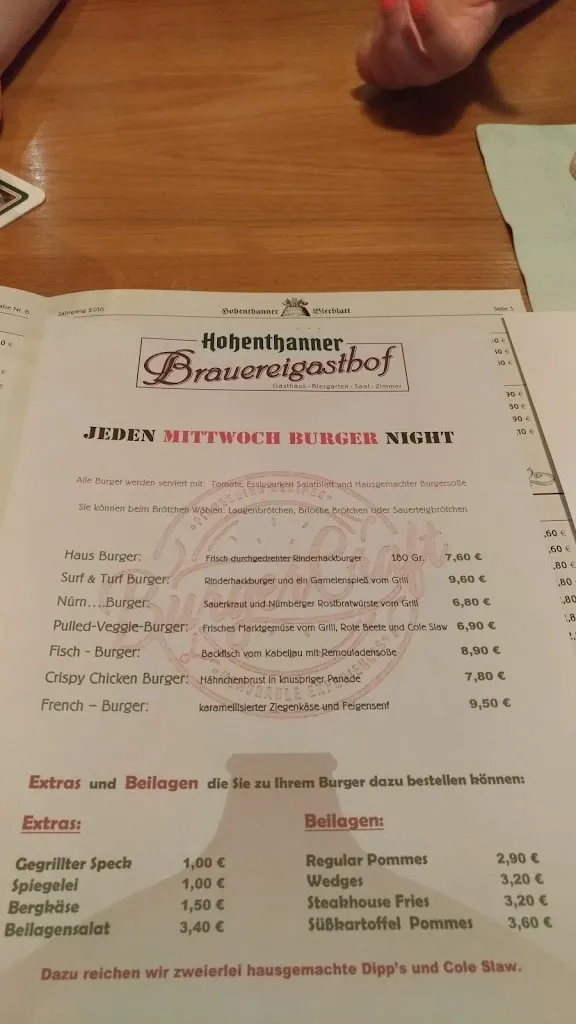 Jahrgang 2016
Hohenthanner Bierblatt
Seite 3
Hohenthanner
Brauereigasthof
Gasthaus - Biergarten - Saal - Zimmer
JEDEN MITTWOCH BURGER NIGHT
Alle Burger werden serviert mit: Tomate, Essiggurken Salatblatt und Hausgemachter Burgersoße
Sie können beim Brötchen Wählen: Laugenbrötchen, Brioche Brötchen oder Sauerteigbrötchen
Haus Burger: Frisch durchgedrehter Rinderhackburger 180 Gr. 7,60 €
Surf & Turf Burger: Rinderhackburger und ein Garnelenspieß vom Grill 9,60 €
Nürn....Burger: Sauerkraut und Nürnberger Rostbratwürste vom Grill 6,80 €
Pulled-Veggie-Burger: Frisches Marktgemüse vom Grill, Rote Beete und Cole Slaw 6,90 €
Fisch - Burger: Backfisch vom Kabeljau mit Remouladensoße 8,90 €
Crispy Chicken Burger: Hähnchenbrust in knuspriger Panade 7,80 €
French – Burger: karamellisierter Ziegenkäse und Feigensenf 9,50 €
Extras und Beilagen die Sie zu Ihrem Burger dazu bestellen können:
Extras:
Gegrillter Speck 1,00 €
Spiegelei 1,00 €
Bergkäse 1,50 €
Beilagensalat 3,40 €
Beilagen:
Regular Pommes 2,90 €
Wedges 3,20 €
Steakhouse Fries 3,20 €
Süßkartoffel Pommes 3,60 €
Dazu reichen wir zweierlei hausgemachte Dipp's und Cole Slaw.